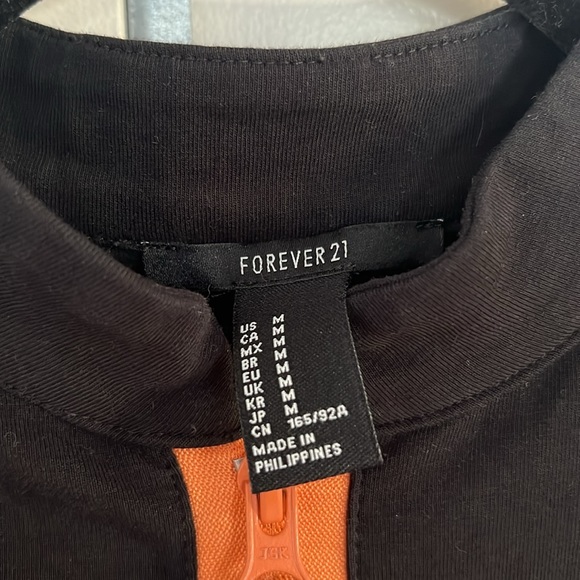 FOREVER 21
US M
CA M
MX M
BR M
EU M
UK M
KR M
JP M
CN 165/92A
MADE IN
PHILIPPINES